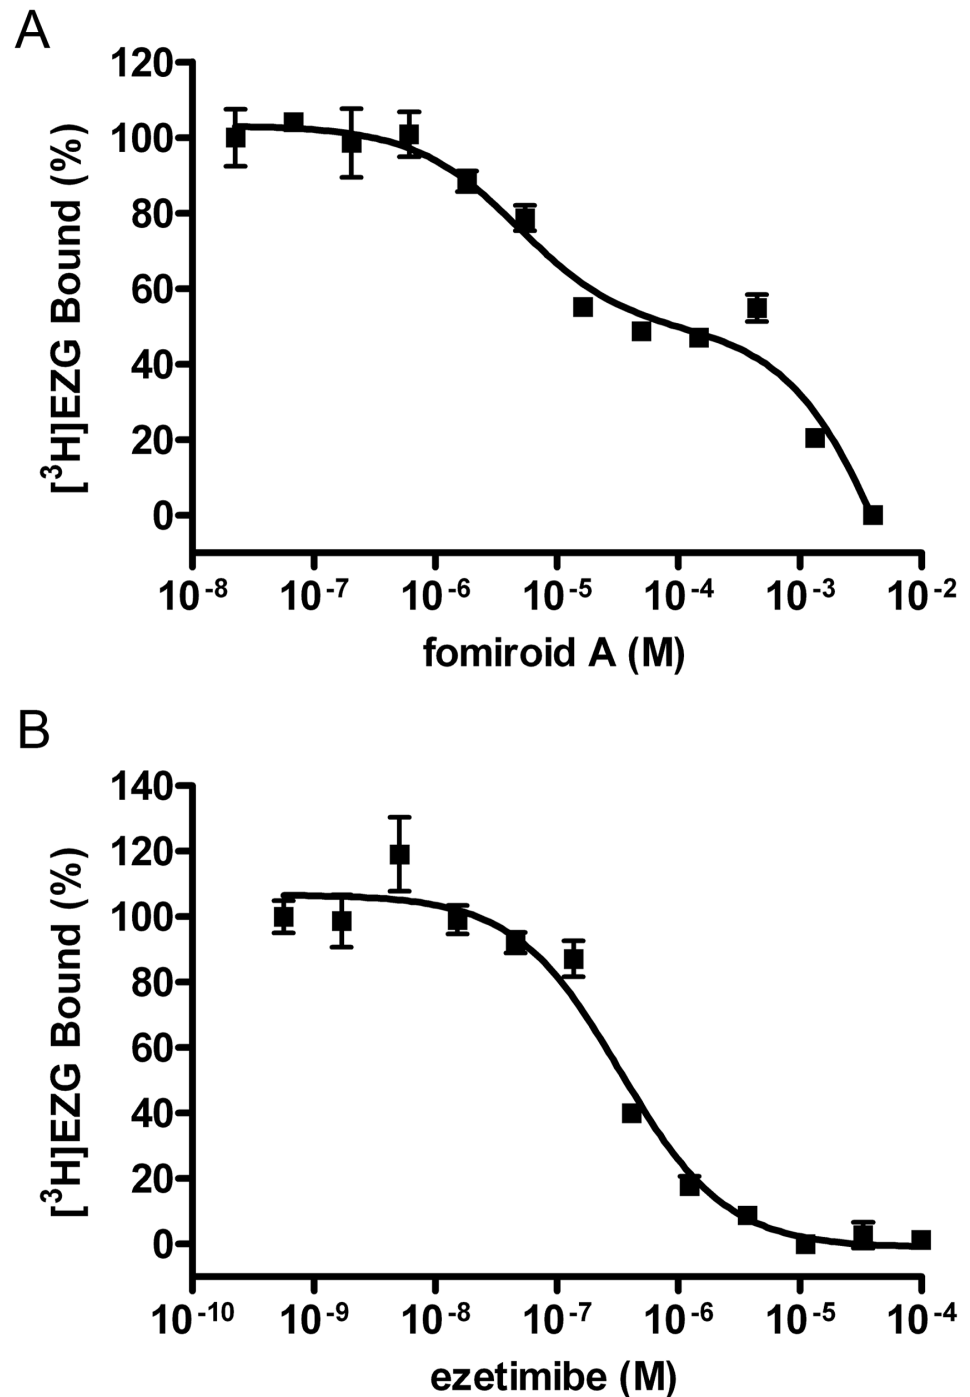 A
120
100
80
60
40
20
0
[³H]EZG Bound (%)
10⁻⁸ 10⁻⁷ 10⁻⁶ 10⁻⁵ 10⁻⁴ 10⁻³ 10⁻²
fomiroid A (M)
B
140
120
100
80
60
40
20
0
[³H]EZG Bound (%)
10⁻¹⁰ 10⁻⁹ 10⁻⁸ 10⁻⁷ 10⁻⁶ 10⁻⁵ 10⁻⁴
ezetimibe (M)